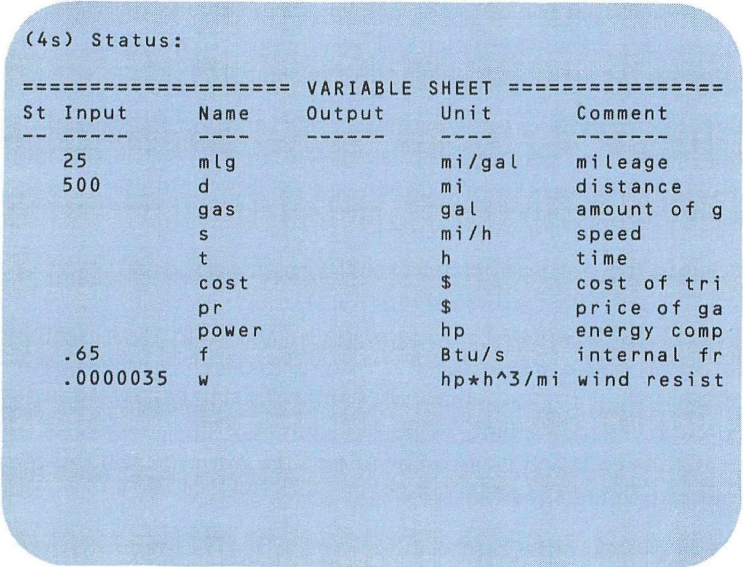 (4s) Status:
==================== VARIABLE SHEET ================
St Input Name Output Unit Comment
-- ----- ---- ------ ---- -------
25 mlg mi/gal mileage
500 d mi distance
gas gal amount of g
s mi/h speed
t h time
cost $ cost of tri
pr $ price of ga
power hp energy comp
.65 f Btu/s internal fr
.0000035 w hp*h^3/mi wind resist